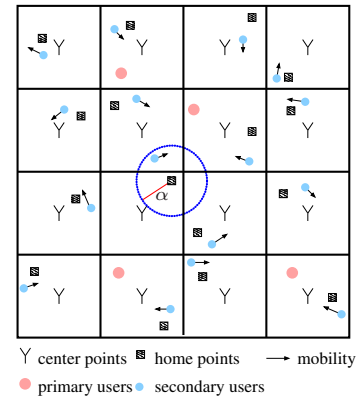 α
center points home points mobility
primary users secondary users